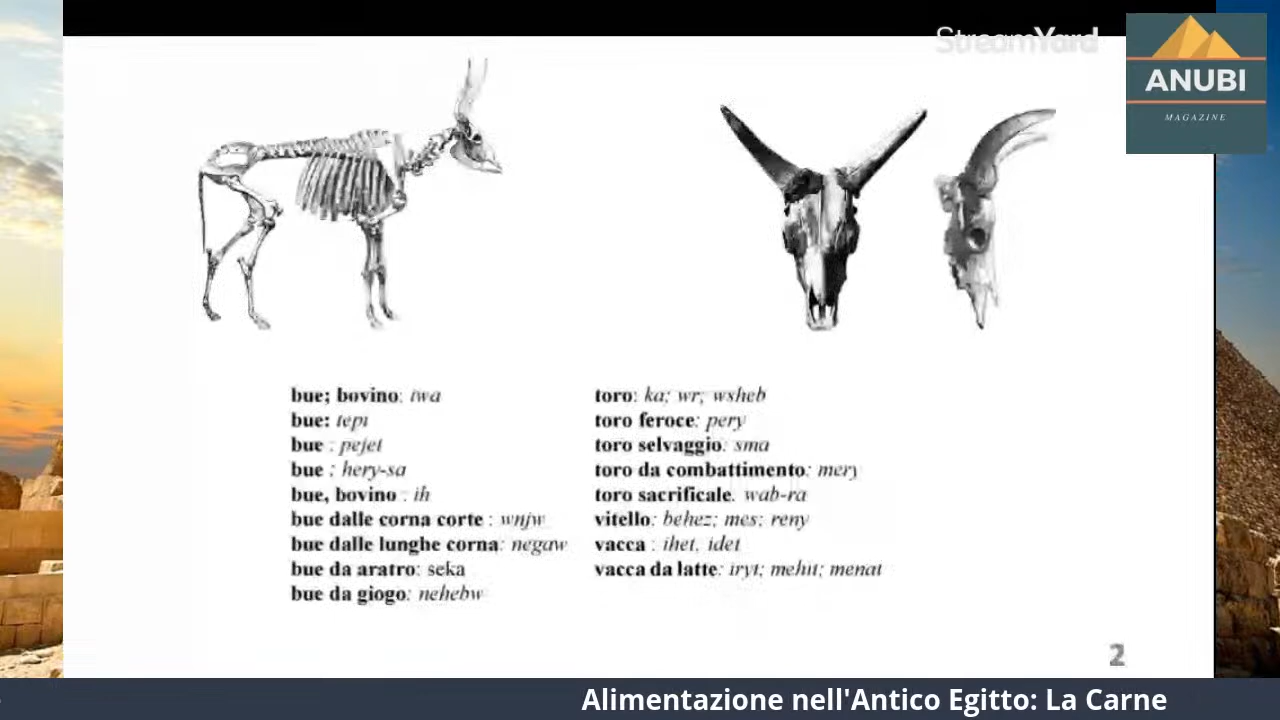 StreamYard
ANUBI
MAGAZINE
bue; bovino: iwa
bue: tepi
bue : pejet
bue : hery-sa
bue, bovino : ih
bue dalle corna corte : wnjw
bue dalle lunghe corna: negaw
bue da aratro: seka
bue da giogo: nehebw
toro: ka; wr; wsheb
toro feroce: pery
toro selvaggio: sma
toro da combattimento: merj
toro sacrificale. wab-ra
vitello: behez; mes; reny
vacca : ihet, idet
vacca da latte: iryt; mehit; menat
2
Alimentazione nell'Antico Egitto: La Carne